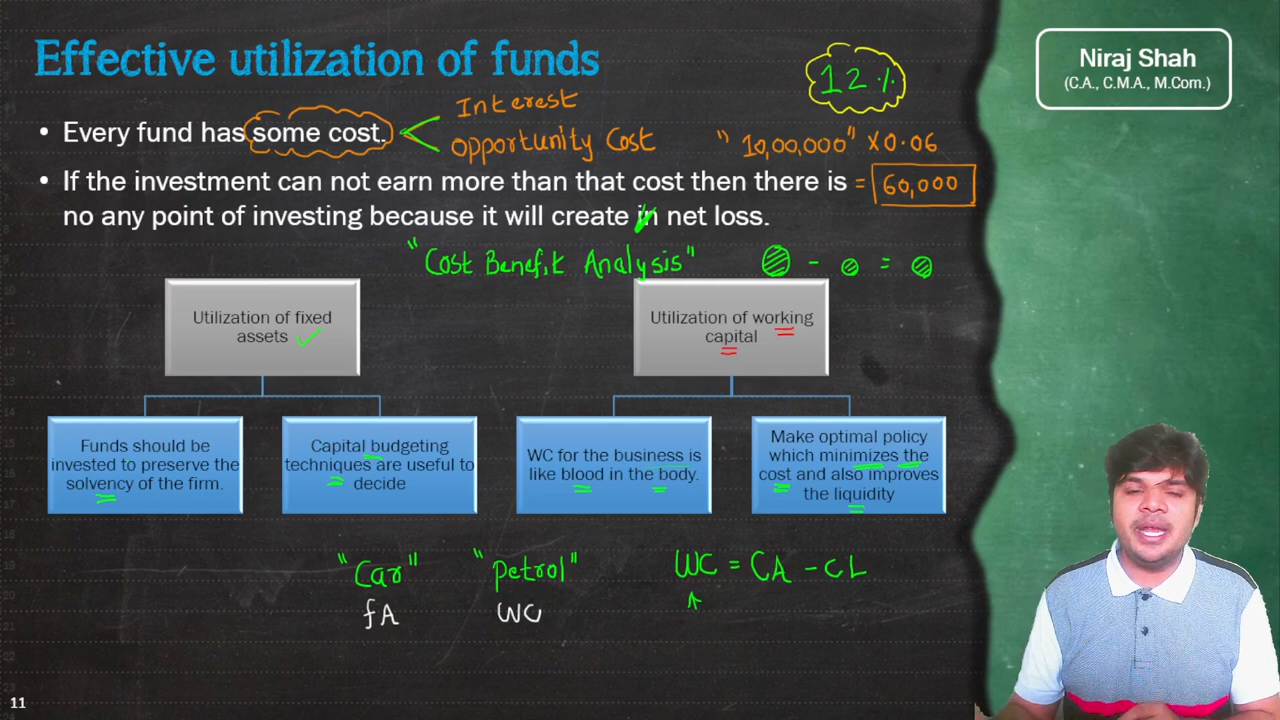 Effective utilization of funds
12%
Niraj Shah
(C.A., C.M.A., M.Com.)
• Every fund has some cost.
Interest
opportunity Cost
" 10,00,000" x 0.06
= 60,000
• If the investment can not earn more than that cost then there is
no any point of investing because it will create in net loss.
"Cost Benefit Analysis"
- =
Utilization of fixed
assets
Utilization of working
capital
Funds should be
invested to preserve the
solvency of the firm.
Capital budgeting
techniques are useful to
decide
WC for the business is
like blood in the body.
Make optimal policy
which minimizes the
cost and also improves
the liquidity
"Car"
fA
"Petrol"
WC
WC = CA - CL
11